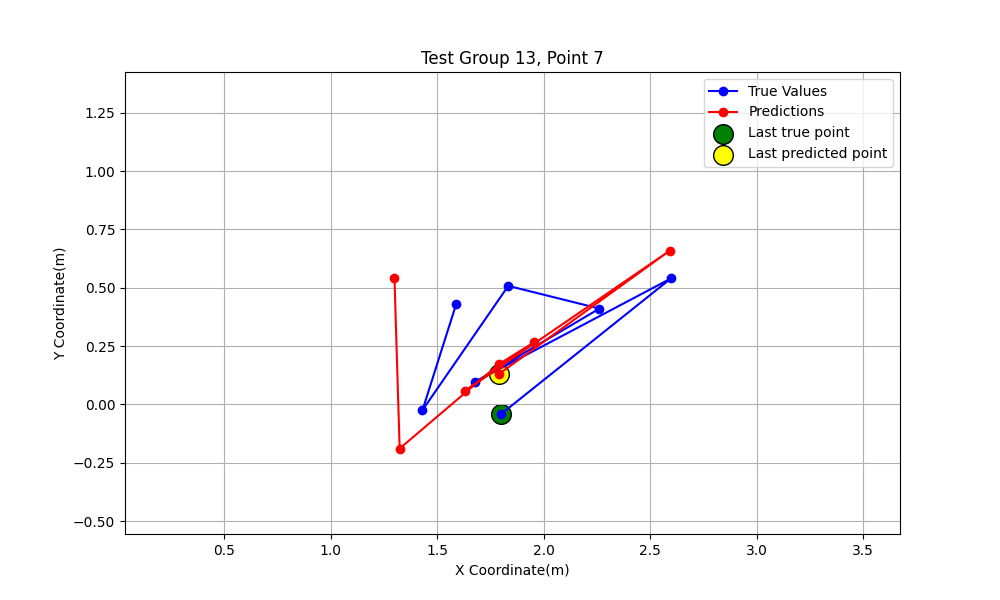 Test Group 13, Point 7
True Values
Predictions
Last true point
Last predicted point
Y Coordinate(m)
1.25
1.00
0.75
0.50
0.25
0.00
−0.25
−0.50
0.5 1.0 1.5 2.0 2.5 3.0 3.5
X Coordinate(m)